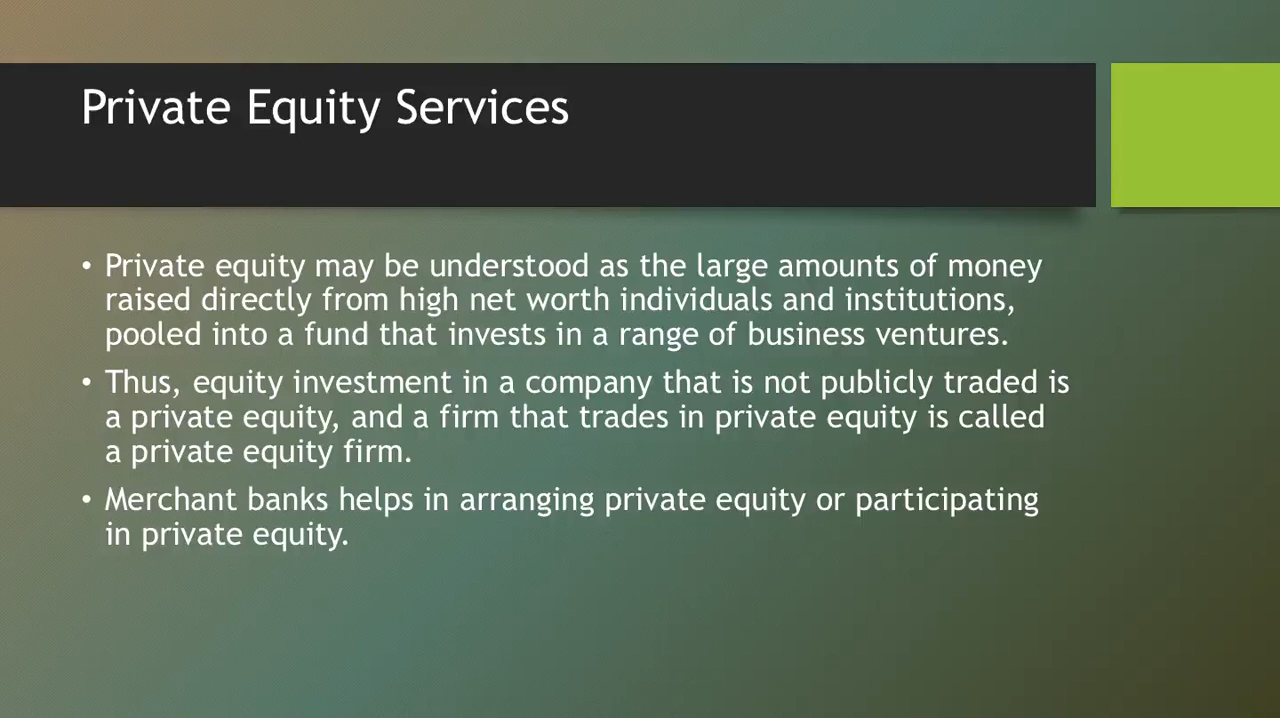 Private Equity Services
• Private equity may be understood as the large amounts of money
raised directly from high net worth individuals and institutions,
pooled into a fund that invests in a range of business ventures.
• Thus, equity investment in a company that is not publicly traded is
a private equity, and a firm that trades in private equity is called
a private equity firm.
• Merchant banks helps in arranging private equity or participating
in private equity.